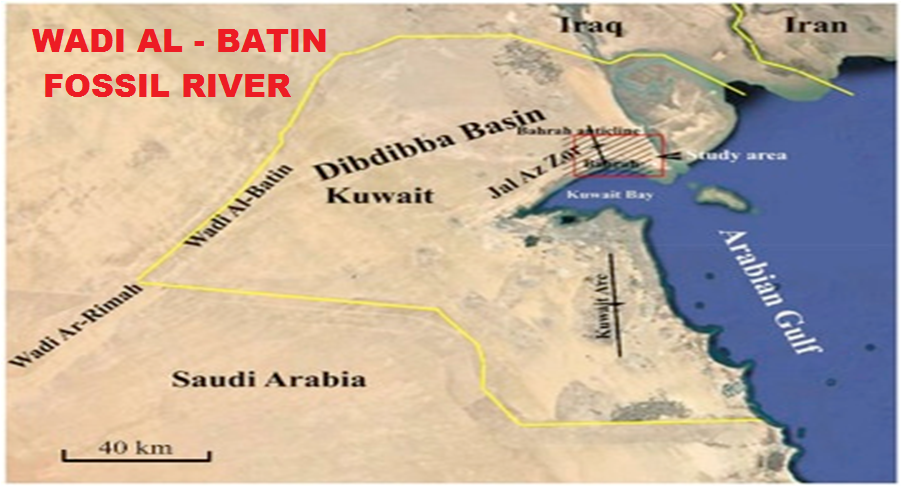 WADI AL - BATIN
FOSSIL RIVER
Iraq
Iran
Dibdibba Basin
Bahrah anticline
Jal Az Zor
Bahrah
Study area
Kuwait
Kuwait Bay
Wadi Al-Batin
Arabian Gulf
Kuwait Arc
Wadi Ar-Rimah
Saudi Arabia
40 km